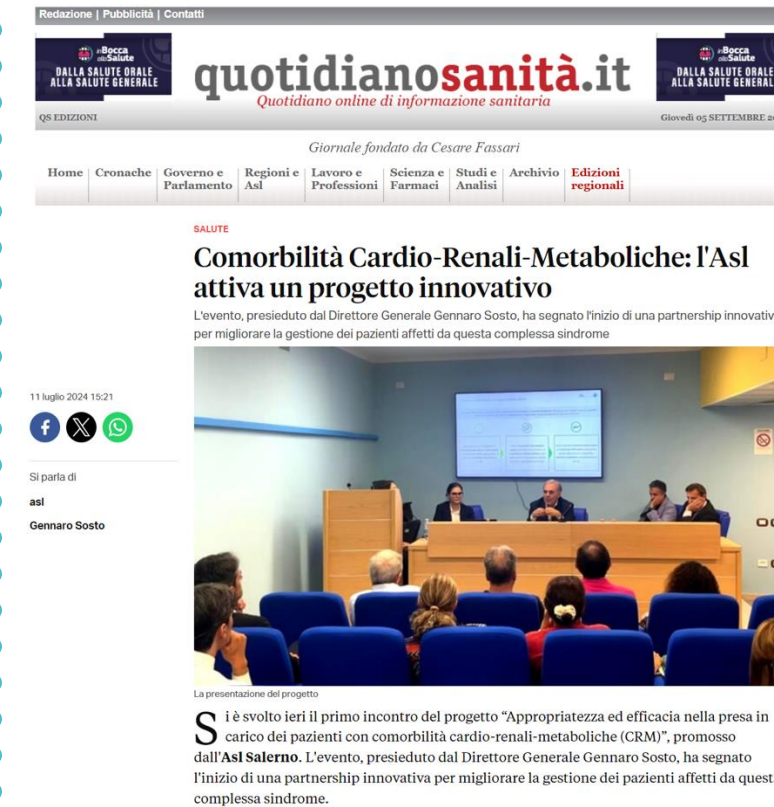 Redazione | Pubblicità | Contatti
inBocca
allaSalute
DALLA SALUTE ORALE
ALLA SALUTE GENERALE
quotidianosanità.it
Quotidiano online di informazione sanitaria
inBocca
allaSalute
DALLA SALUTE ORALE
ALLA SALUTE GENERALE
QS EDIZIONI
Giovedì 05 SETTEMBRE
Giornale fondato da Cesare Fassari
Home
Cronache
Governo e
Parlamento
Regioni e
Asl
Lavoro e
Professioni
Scienza e
Farmaci
Studi e
Analisi
Archivio
Edizioni
regionali
SALUTE
Comorbilità Cardio-Renali-Metaboliche: l'Asl
attiva un progetto innovativo
L'evento, presieduto dal Direttore Generale Gennaro Sosto, ha segnato l'inizio di una partnership innovativ
per migliorare la gestione dei pazienti affetti da questa complessa sindrome
11 luglio 2024 15:21
Si parla di
asl
Gennaro Sosto
La presentazione del progetto
Si è svolto ieri il primo incontro del progetto “Appropriatezza ed efficacia nella presa in
carico dei pazienti con comorbilità cardio-renali-metaboliche (CRM)”, promosso
dall'Asl Salerno. L'evento, presieduto dal Direttore Generale Gennaro Sosto, ha segnato
l'inizio di una partnership innovativa per migliorare la gestione dei pazienti affetti da quest
complessa sindrome.